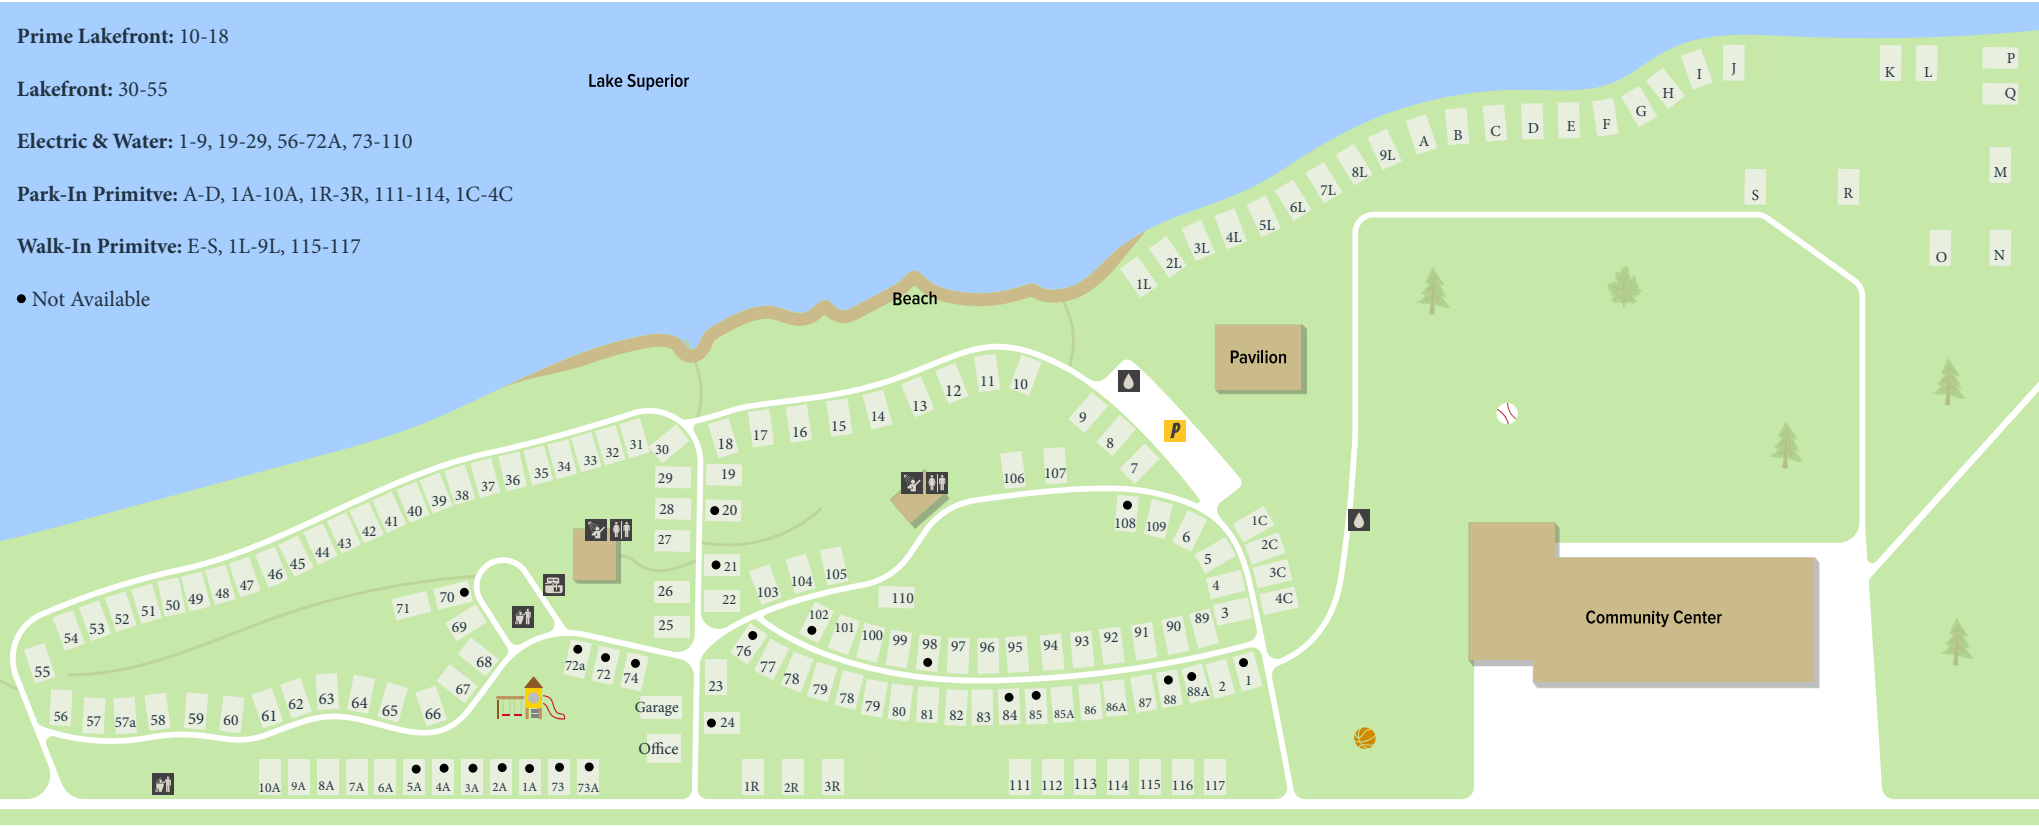 Prime Lakefront: 10-18
Lakefront: 30-55
Electric & Water: 1-9, 19-29, 56-72A, 73-110
Park-In Primitve: A-D, 1A-10A, 1R-3R, 111-114, 1C-4C
Walk-In Primitve: E-S, 1L-9L, 115-117
Not Available
Lake Superior
Beach
Pavilion
Community Center
Garage
Office
P
1L
2L
3L
4L
5L
6L
7L
8L
9L
A
B
C
D
E
F
G
H
I
J
K
L
P
Q
M
N
O
R
S
10
11
12
13
14
15
16
17
18
9
8
7
106
107
108
109
6
5
4
3
1C
2C
3C
4C
19
20
21
22
23
24
25
26
27
28
29
30
31
32
33
34
35
36
37
38
39
40
41
42
43
44
45
46
47
48
49
50
51
52
53
54
55
56
57
57a
58
59
60
61
62
63
64
65
66
67
68
69
70
71
72a
72
74
103
104
105
110
102
101
100
99
98
97
96
95
94
93
92
91
90
89
76
77
78
79
78
79
80
81
82
83
84
85
85A
86
86A
87
88
88A
2
1
10A
9A
8A
7A
6A
5A
4A
3A
2A
1A
73
73A
1R
2R
3R
111
112
113
114
115
116
117